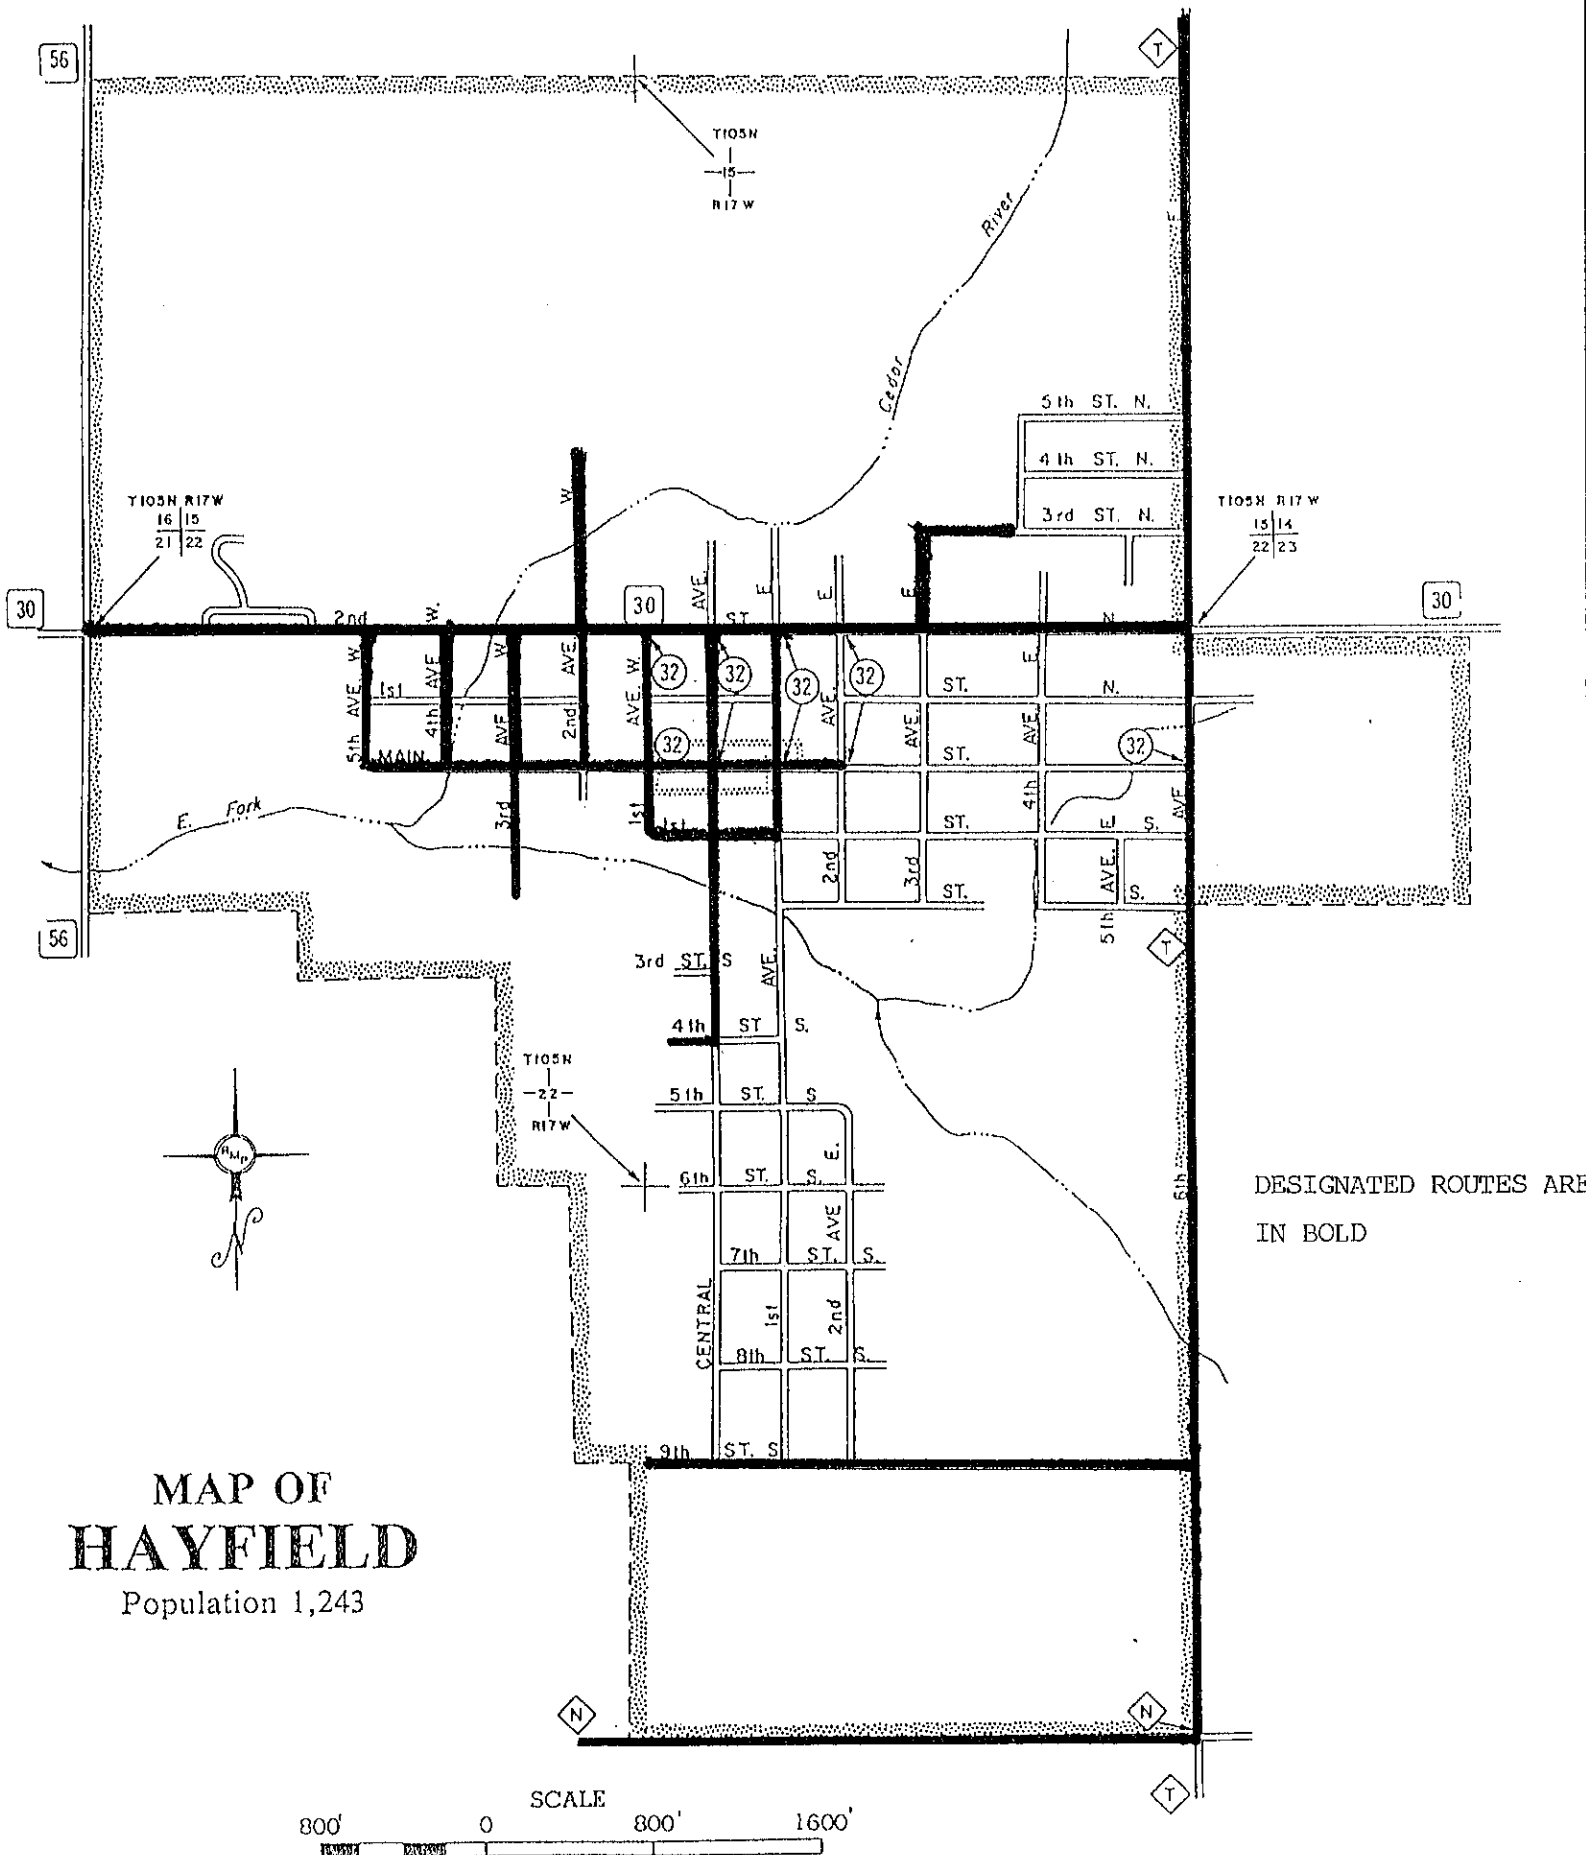 56
T
T105N
15
R17W
River
Cedar
5th ST. N.
4th ST. N.
3rd ST. N.
T105N R17W
16 15
21 22
T105N R17W
15 14
22 23
30
30
30
2nd ST. N.
5th AVE. W.
4th AVE. W.
3rd AVE. W.
2nd AVE. W.
1st AVE. W.
AVE.
E.
E.
E.
32
32
32
32
32
32
1st ST. N.
MAIN ST.
1st ST. S.
ST. S.
2nd AVE.
3rd AVE.
4th AVE. E.
5th AVE. E.
AVE.
E. Fork
56
T
3rd ST. S
4th ST S.
AVE.
T105N
22
R17W
5th ST. S
6th ST. S.
7th ST. S.
8th ST. S.
9th ST. S
CENTRAL
1st
2nd AVE E.
6th
DESIGNATED ROUTES ARE
IN BOLD
MAP OF
HAYFIELD
Population 1,243
N
N
T
SCALE
800' 0 800' 1600'